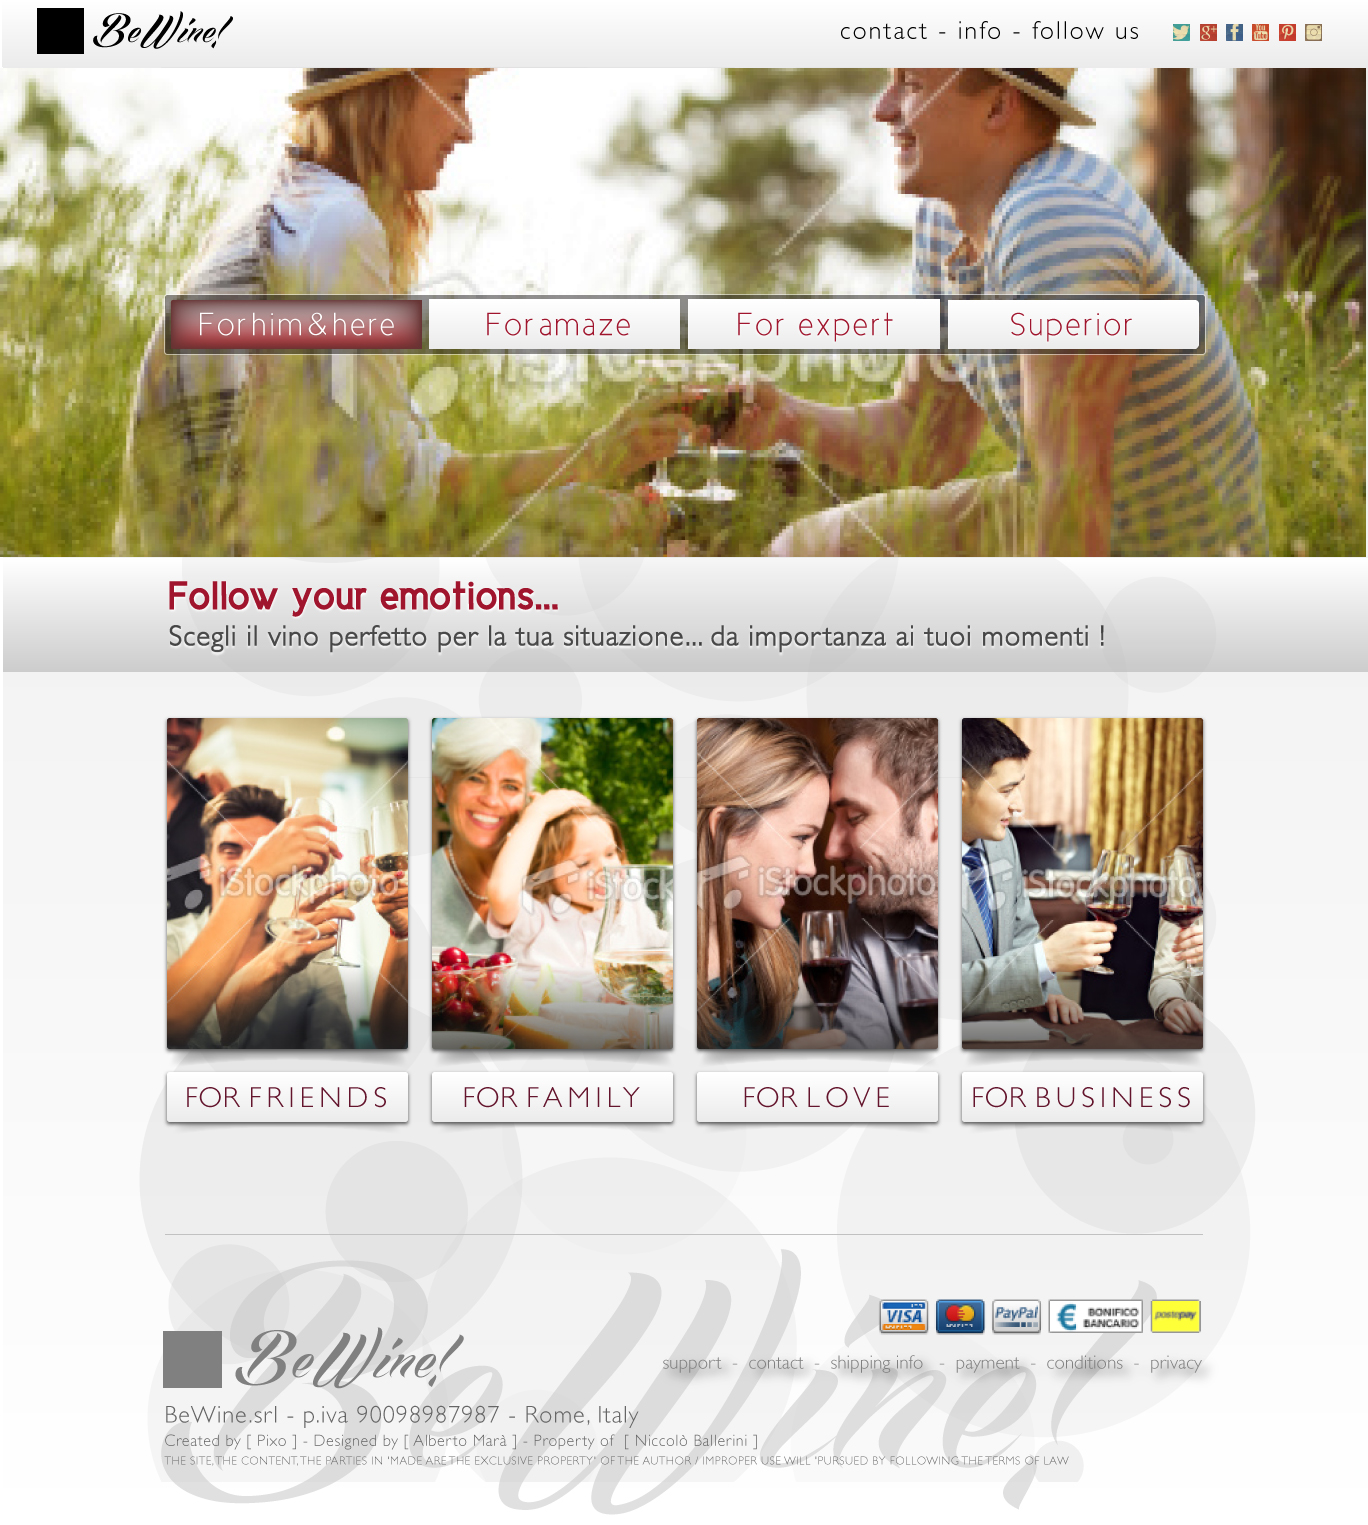 BeWine!
contact - info - follow us
Forhim&here
For amaze
For expert
Superior
iStockphoto
Follow your emotions...
Scegli il vino perfetto per la tua situazione... da importanza ai tuoi momenti !
iStockphoto
iStock
iStockphoto
iStockphoto
FOR FRIENDS
FOR FAMILY
FOR LOVE
FOR BUSINESS
BeWine!
VISA
PayPal
€ BONIFICO BANCARIO
postepay
BeWine!
support - contact - shipping info - payment - conditions - privacy
BeWine.srl - p.iva 90098987987 - Rome, Italy
Created by [ Pixo ] - Designed by [ Alberto Marà ] - Property of [ Niccolò Ballerini ]
THE SITE, THE CONTENT, THE PARTIES IN 'MADE ARE THE EXCLUSIVE PROPERTY' OF THE AUTHOR / IMPROPER USE WILL 'PURSUED BY FOLLOWING THE TERMS OF LAW